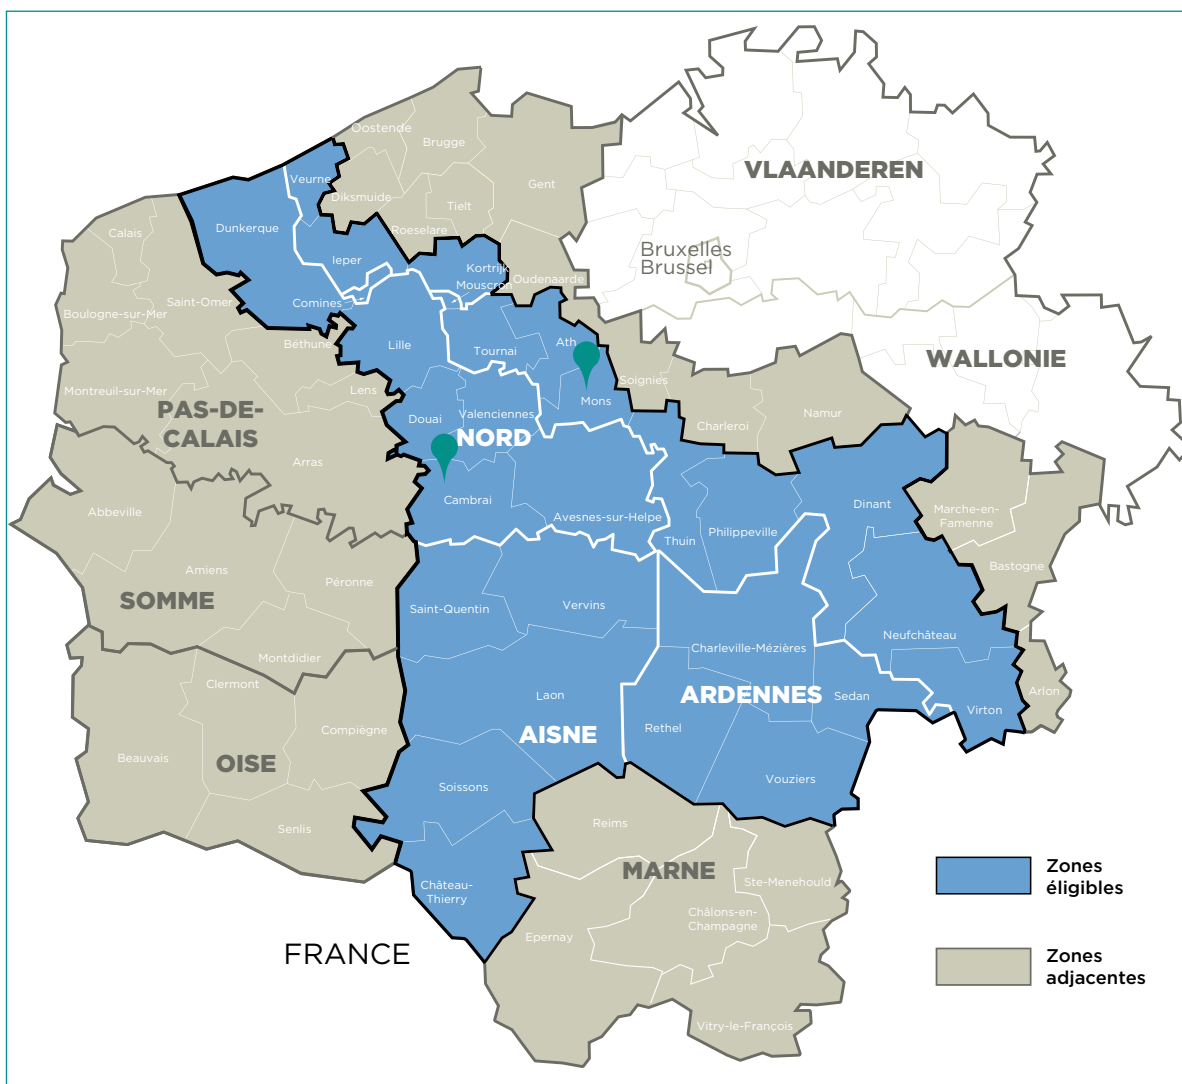 Oostende
Brugge
VLAANDEREN
Veurne
Gent
Diksmuide
Tielt
Dunkerque
Calais
Roeselare
Bruxelles
Brussel
Ieper
Kortrijk
Oudenaarde
Mouscron
Saint-Omer
Comines
Boulogne-sur-Mer
Béthune
Lille
Tournai
Ath
WALLONIE
Soignies
Montreuil-sur-Mer
Lens
Mons
PAS-DE-
CALAIS
Douai
Valenciennes
Namur
Charleroi
NORD
Arras
Cambrai
Dinant
Abbeville
Avesnes-sur-Helpe
Marche-en-
Famenne
Thuin
Philippeville
Amiens
Péronne
Bastogne
SOMME
Saint-Quentin
Vervins
Neufchâteau
Montdidier
Charleville-Mézières
Clermont
Laon
ARDENNES
Sedan
Arlon
Virton
Compiègne
Rethel
AISNE
Beauvais
OISE
Soissons
Vouziers
Senlis
Reims
MARNE
Zones
éligibles
Château-
Thierry
Ste-Menehould
Châlons-en-
Champagne
Epernay
FRANCE
Zones
adjacentes
Vitry-le-François